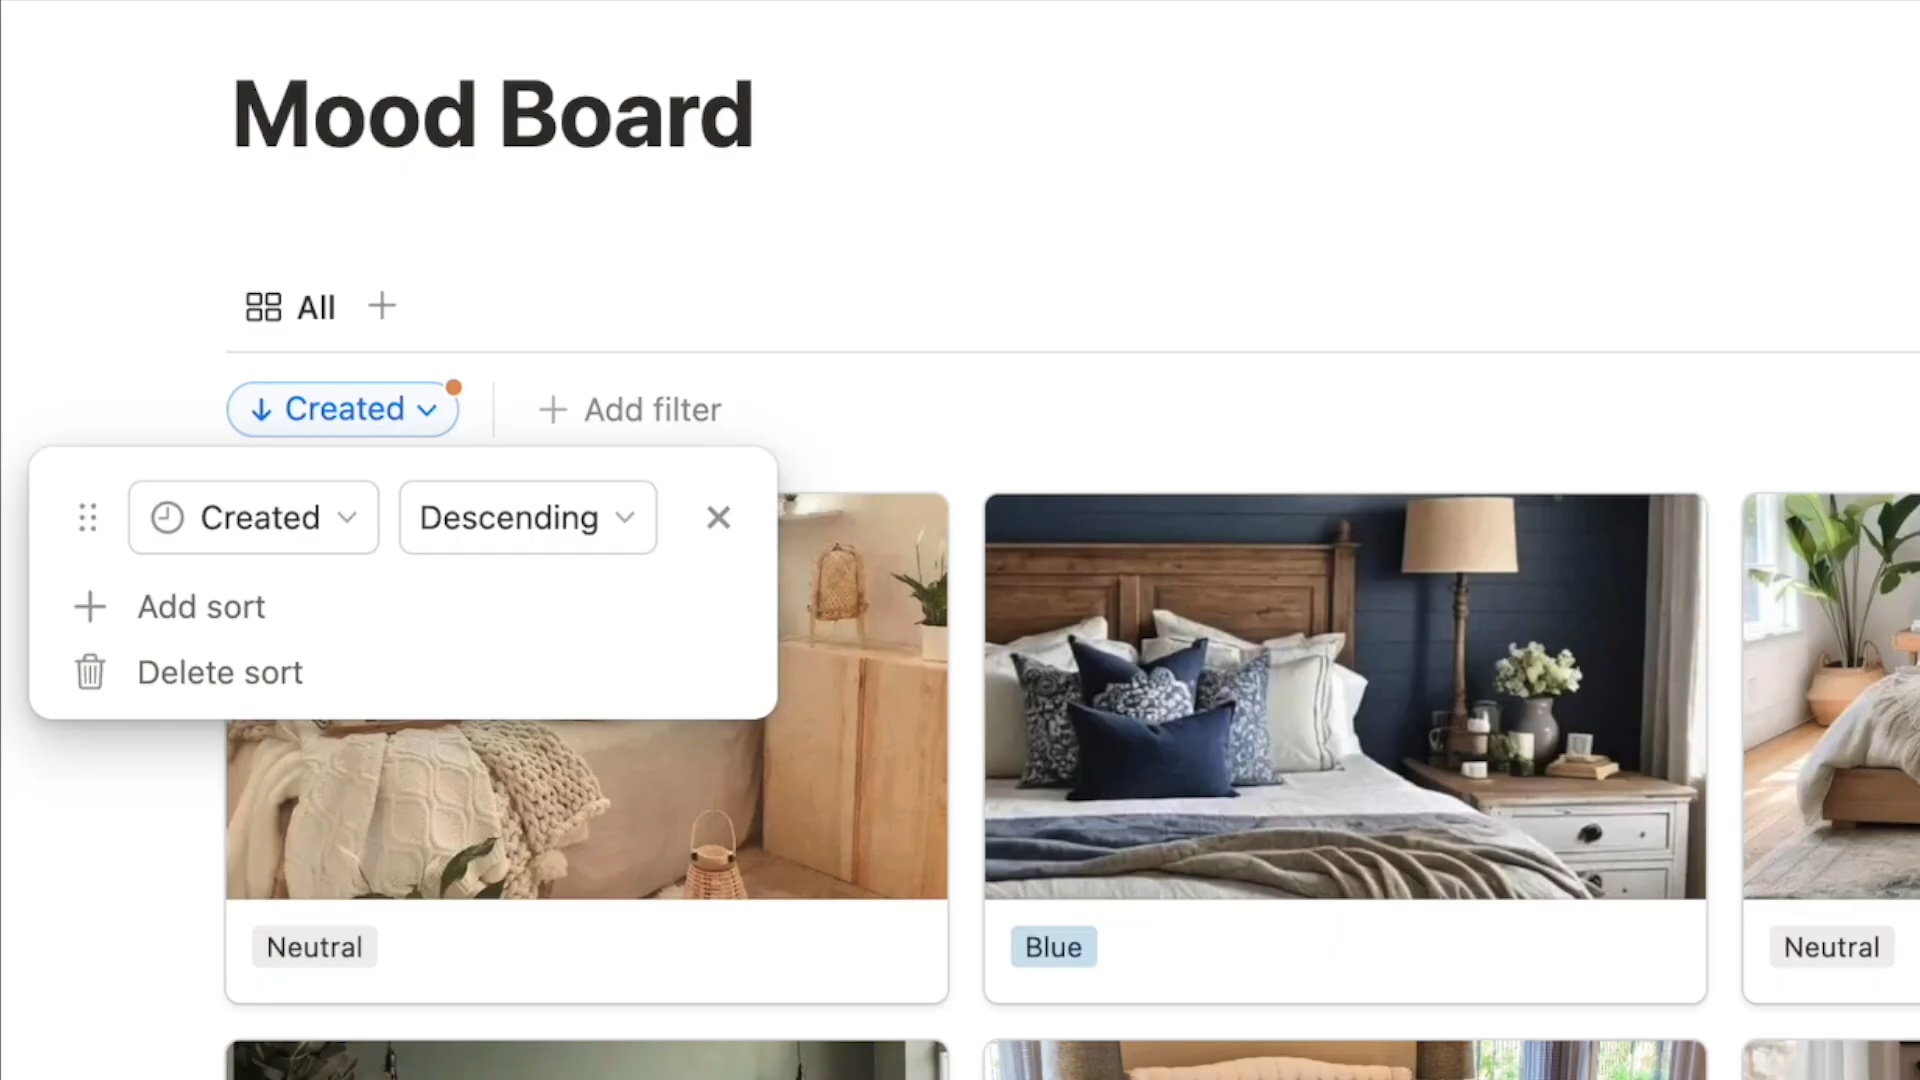 Mood Board
All
Created
Add filter
Created Descending
Add sort
Delete sort
Neutral
Blue
Neutral